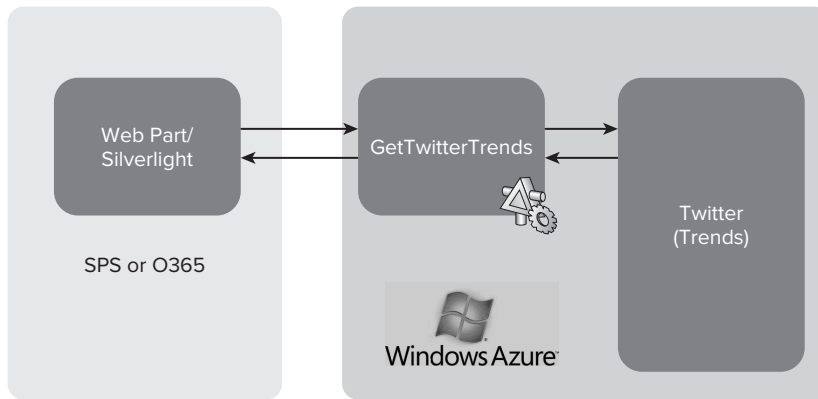 Web Part/
Silverlight
SPS or O365
GetTwitterTrends
Windows Azure
Twitter
(Trends)